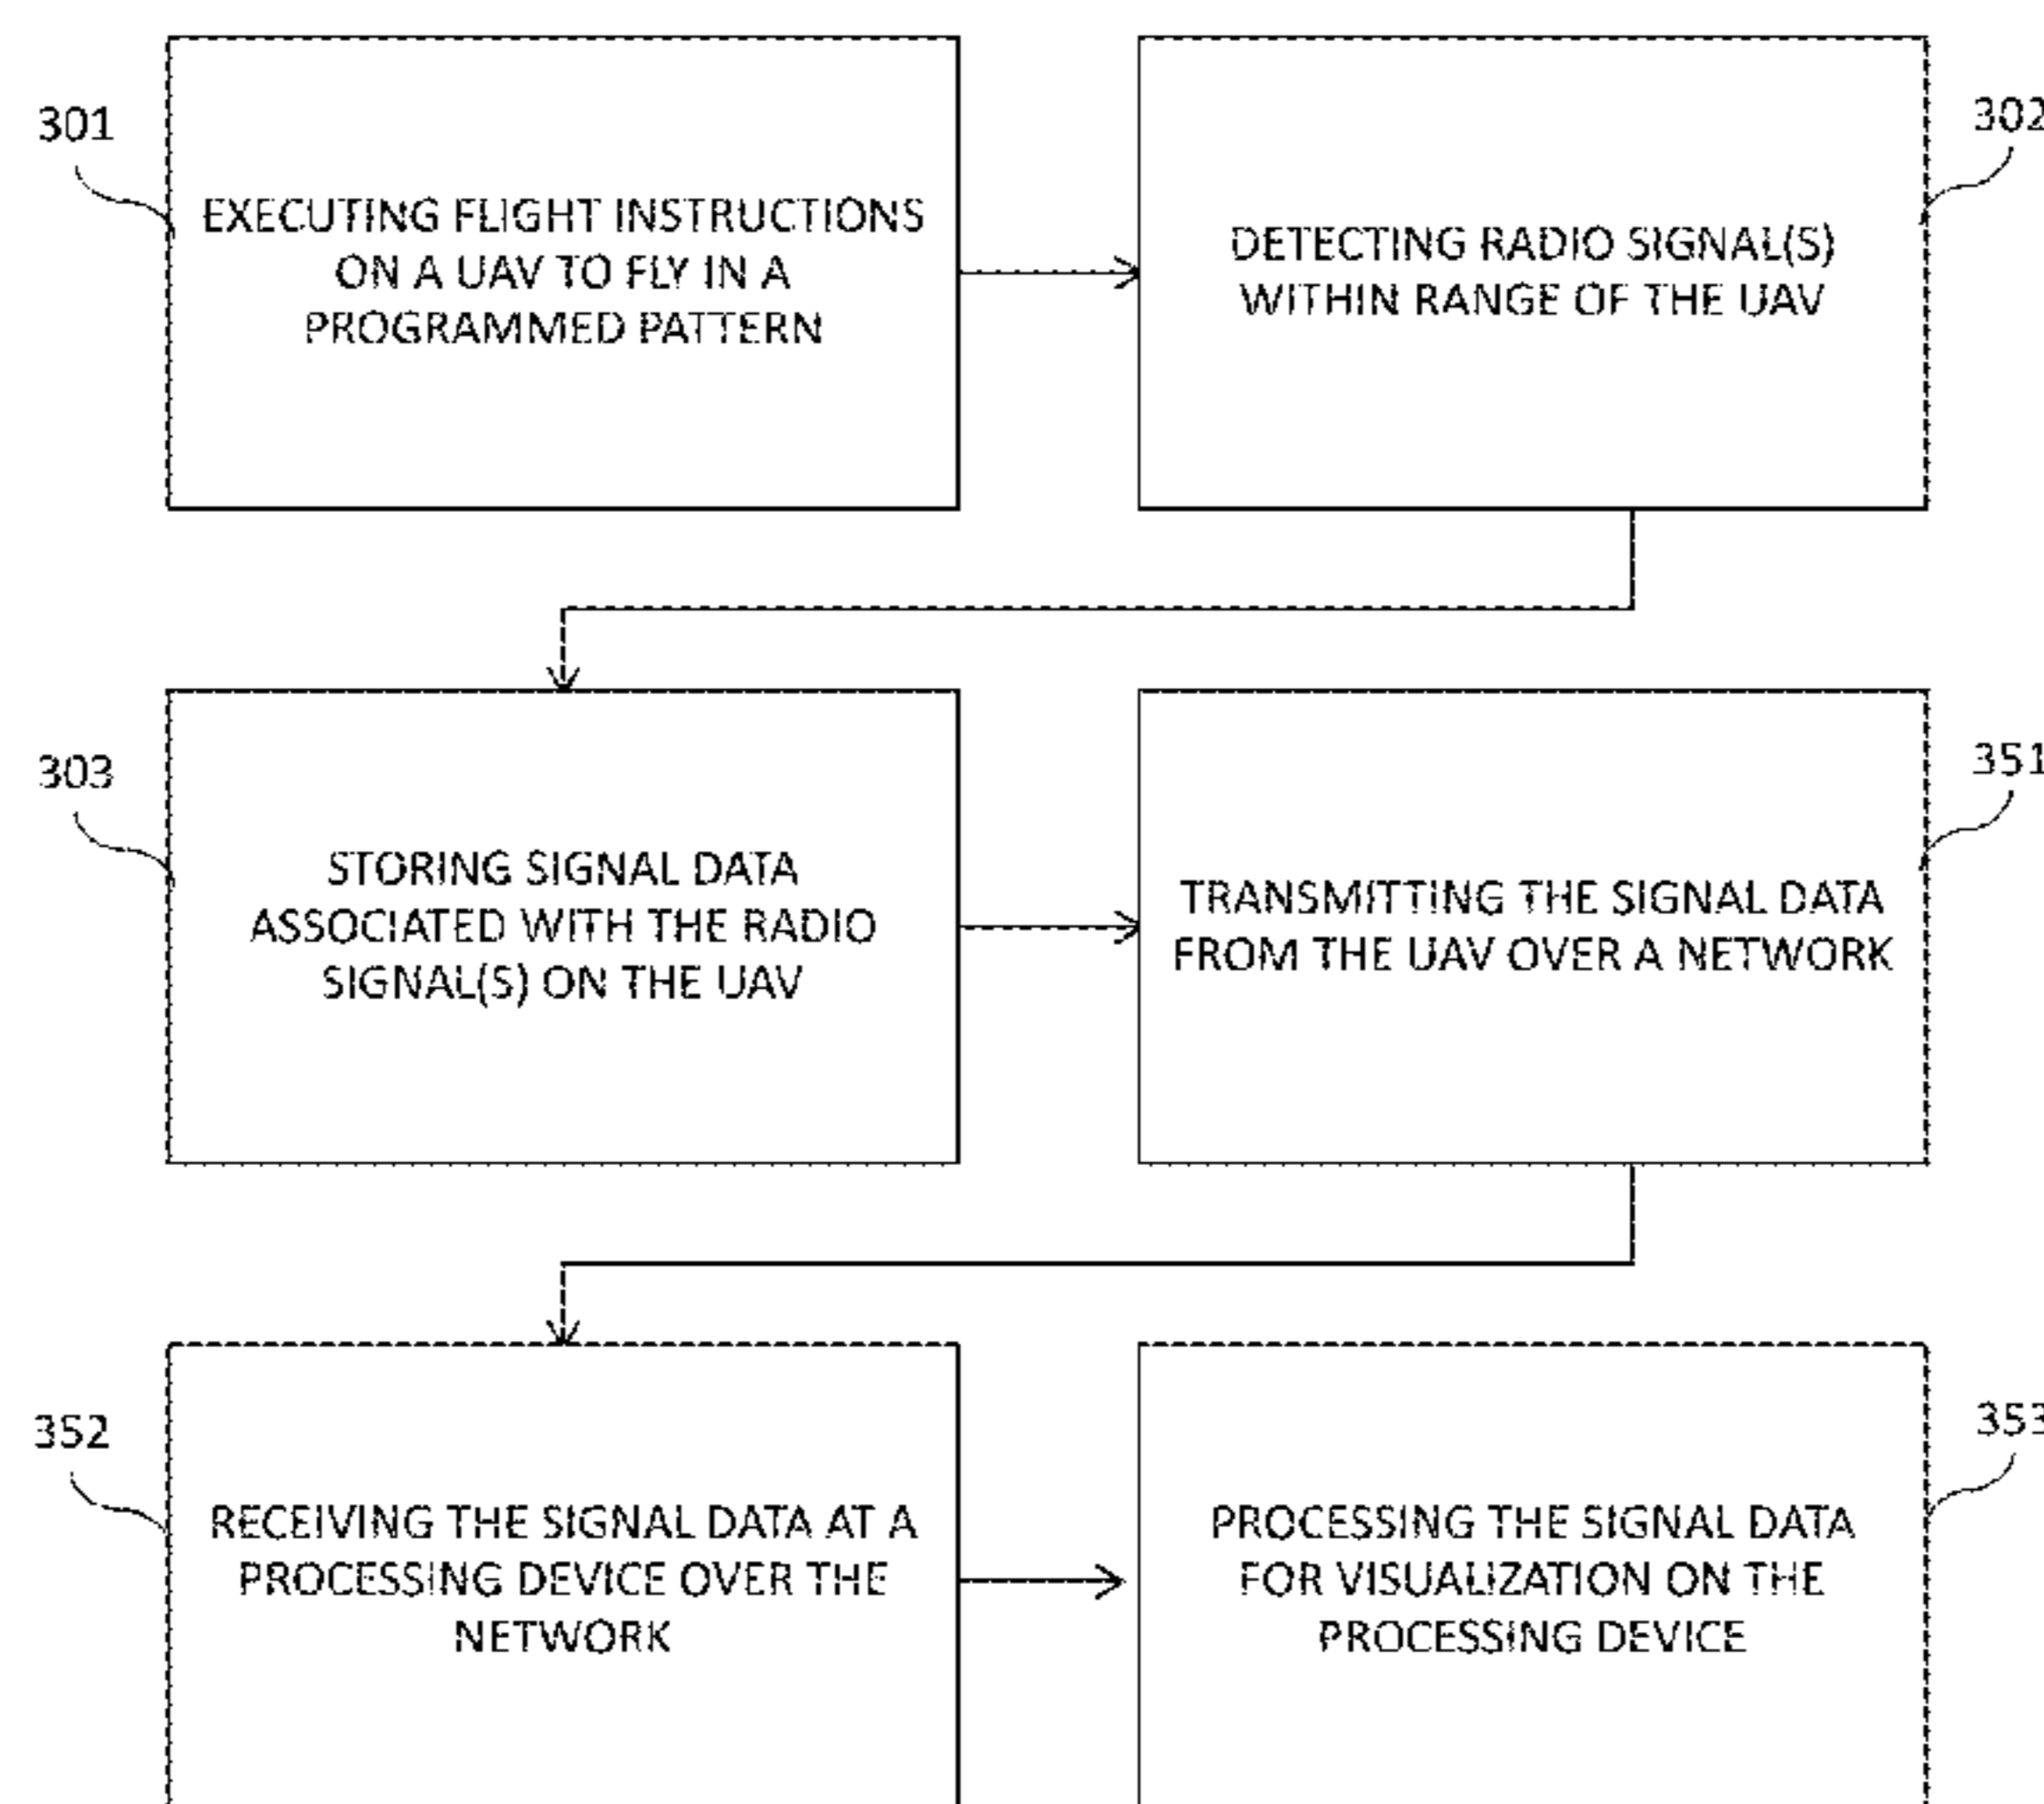 301
EXECUTING FLIGHT INSTRUCTIONS
ON A UAV TO FLY IN A
PROGRAMMED PATTERN
302
DETECTING RADIO SIGNAL(S)
WITHIN RANGE OF THE UAV
303
STORING SIGNAL DATA
ASSOCIATED WITH THE RADIO
SIGNAL(S) ON THE UAV
351
TRANSMITTING THE SIGNAL DATA
FROM THE UAV OVER A NETWORK
352
RECEIVING THE SIGNAL DATA AT A
PROCESSING DEVICE OVER THE
NETWORK
353
PROCESSING THE SIGNAL DATA
FOR VISUALIZATION ON THE
PROCESSING DEVICE